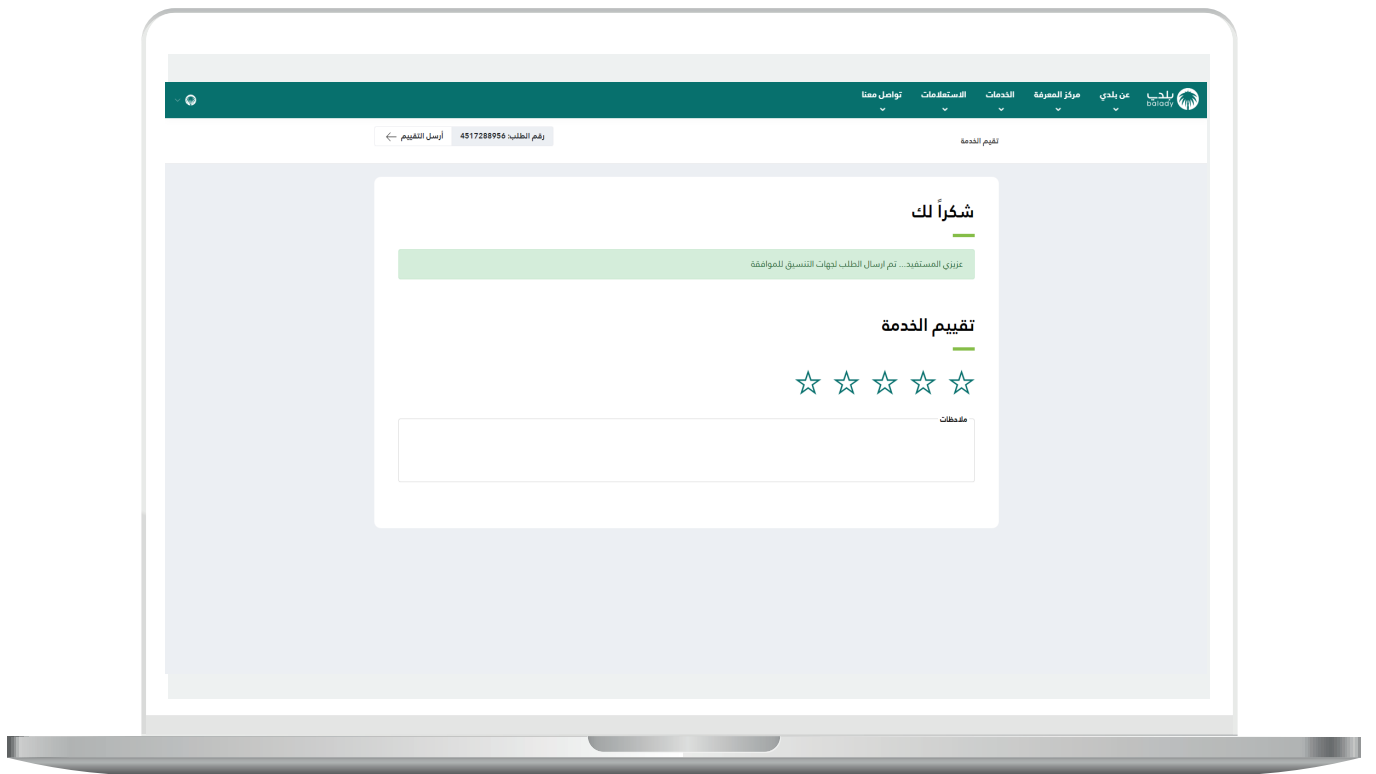 بلدي
balady
عن بلدي
مركز المعرفة
الخدمات
الاستعلامات
تواصل معنا
تقيم الخدمة
رقم الطلب: 4517288956
أرسل التقييم
شكراً لك
عزيزي المستفيد... تم ارسال الطلب لجهات التنسيق للموافقة
تقييم الخدمة
ملاحظات